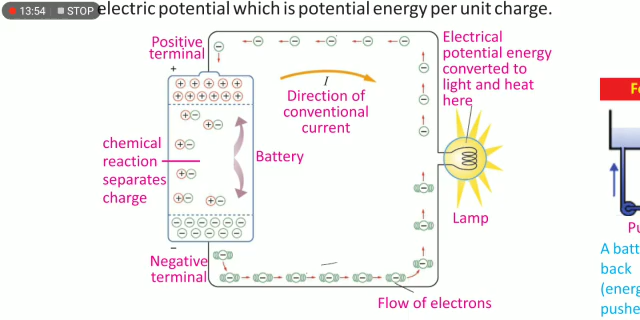 13:54 STOP
electric potential which is potential energy per unit charge.
Positive
terminal
+
Electrical
potential energy
converted to
light and heat
here
I
Direction of
conventional
current
chemical
reaction
separates
charge
Battery
Lamp
−
Negative
terminal
Flow of electrons
A batt
back
(energ
pushe